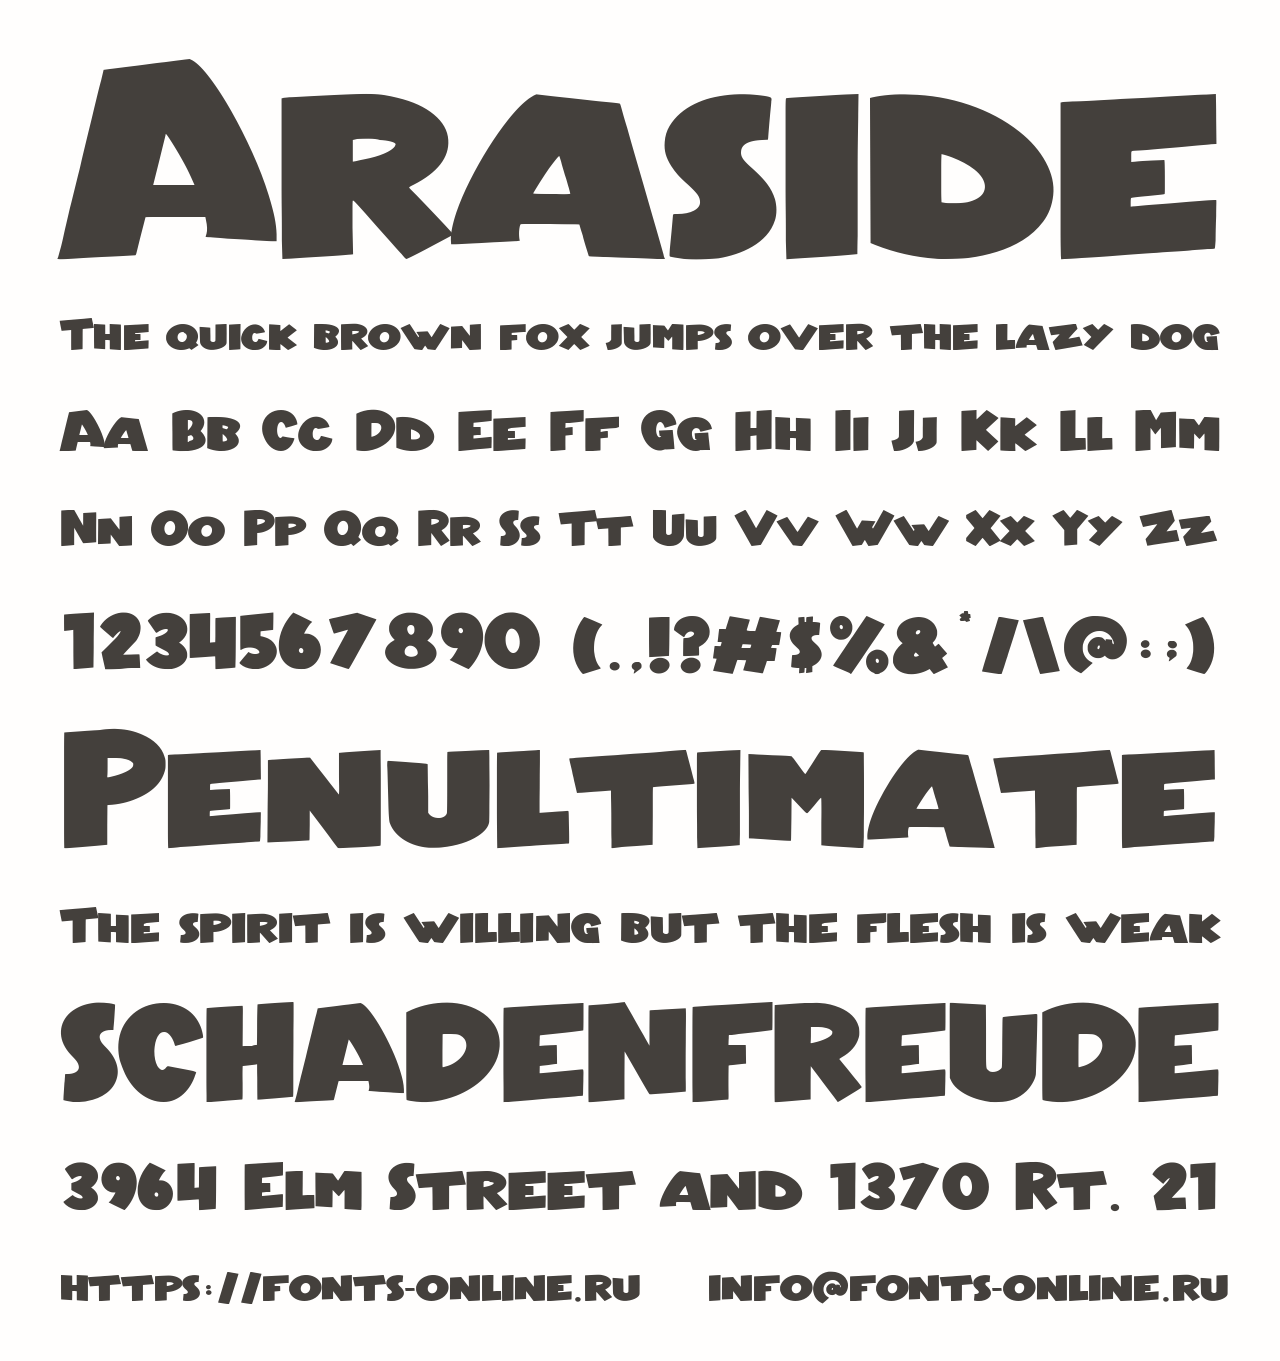 Araside
The quick brown fox jumps over the lazy dog
Aa Bb Cc Dd Ee Ff Gg Hh Ii Jj Kk Ll Mm
Nn Oo Pp Qq Rr Ss Tt Uu Vv Ww Xx Yy Zz
1234567890 (.,!?#$%&*/\@:;)
Penultimate
The spirit is willing but the flesh is weak
SCHADENFREUDE
3964 Elm Street and 1370 Rt. 21
https://fonts-online.ru info@fonts-online.ru